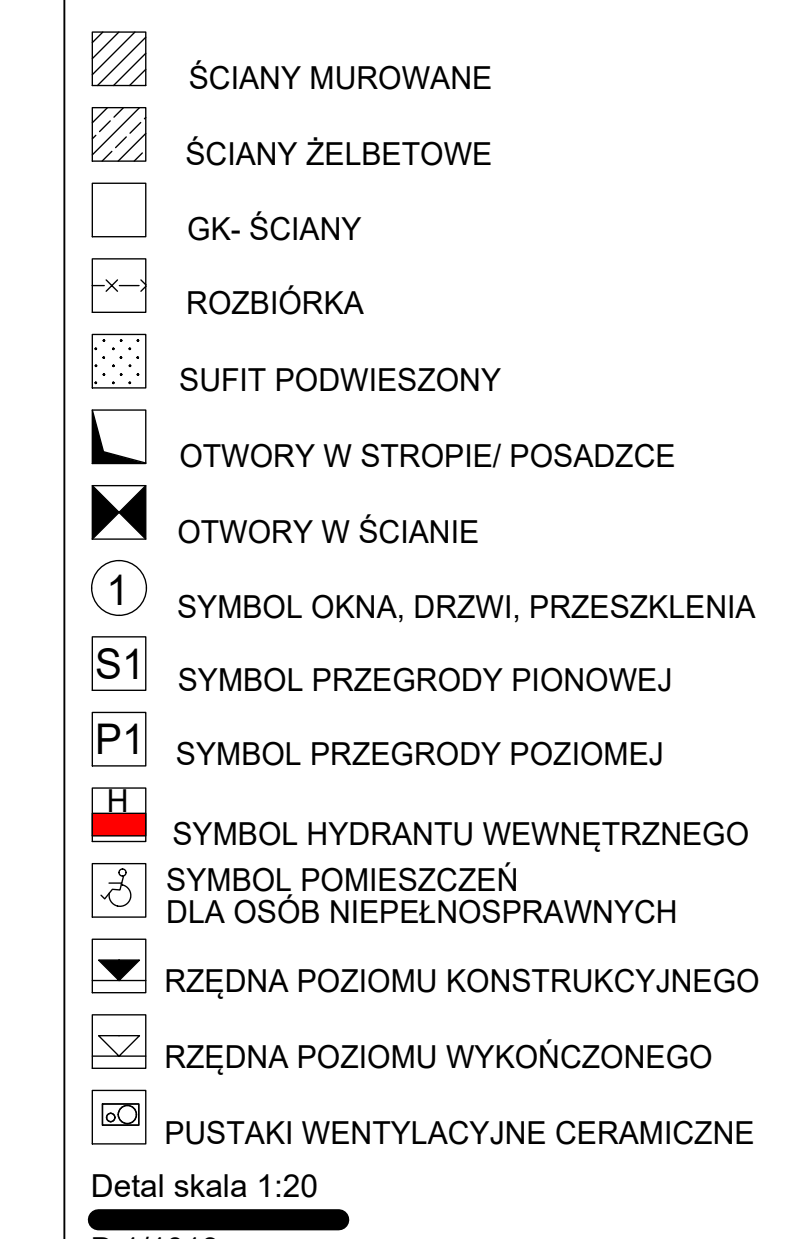 ŚCIANY MUROWANE
ŚCIANY ŻELBETOWE
GK- ŚCIANY
ROZBIÓRKA
SUFIT PODWIESZONY
OTWORY W STROPIE/ POSADZCE
OTWORY W ŚCIANIE
1 SYMBOL OKNA, DRZWI, PRZESZKLENIA
S1 SYMBOL PRZEGRODY PIONOWEJ
P1 SYMBOL PRZEGRODY POZIOMEJ
H SYMBOL HYDRANTU WEWNĘTRZNEGO
SYMBOL POMIESZCZEŃ
DLA OSÓB NIEPEŁNOSPRAWNYCH
RZĘDNA POZIOMU KONSTRUKCYJNEGO
RZĘDNA POZIOMU WYKOŃCZONEGO
PUSTAKI WENTYLACYJNE CERAMICZNE
Detal skala 1:20